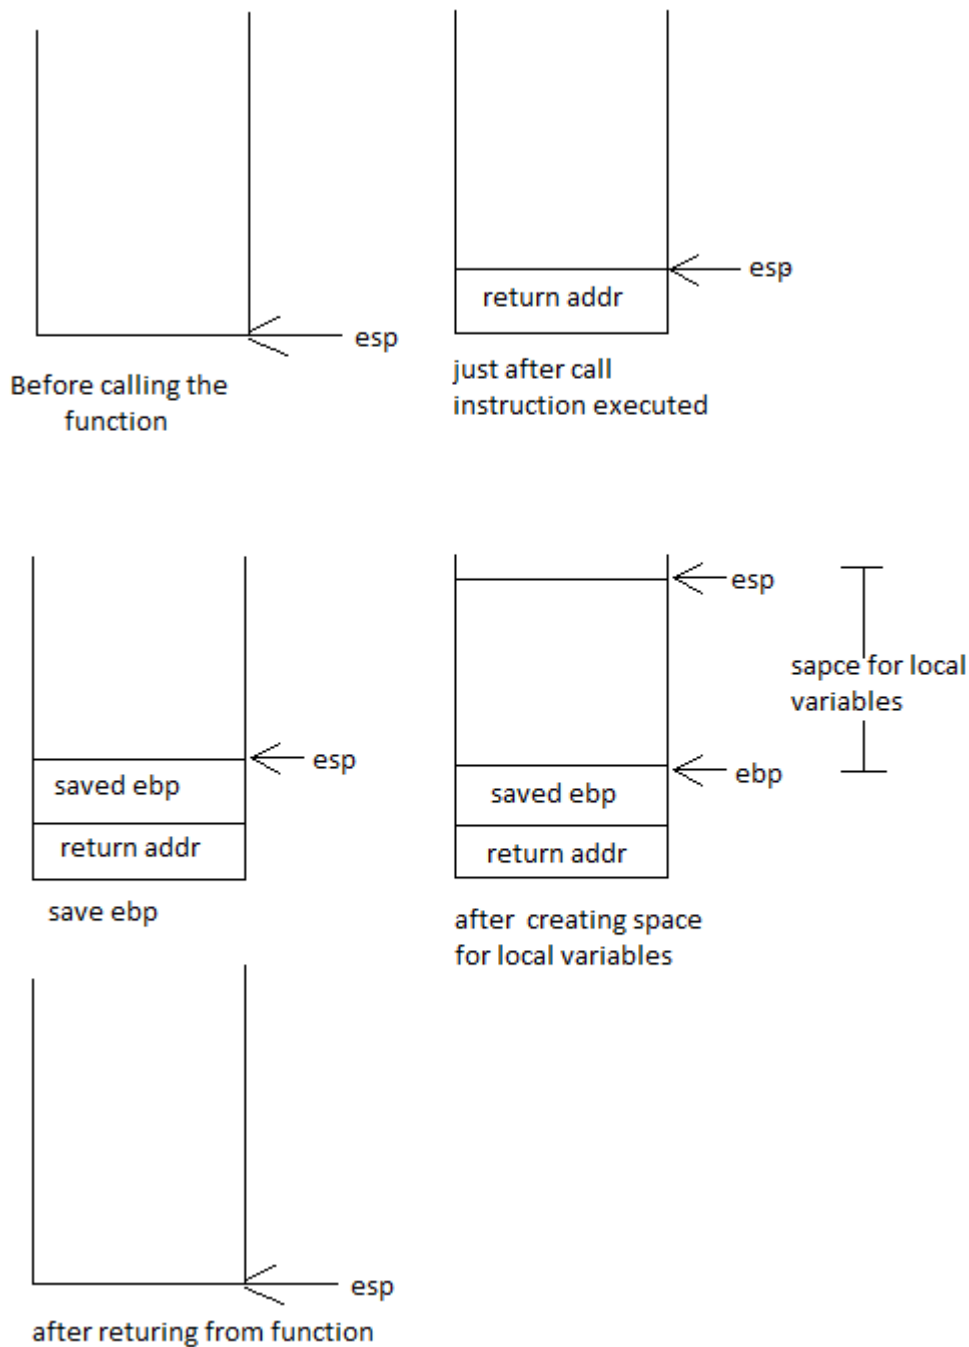 esp
Before calling the
function
esp
return addr
just after call
instruction executed
esp
saved ebp
return addr
save ebp
esp
sapce for local
variables
ebp
saved ebp
return addr
after creating space
for local variables
esp
after returing from function